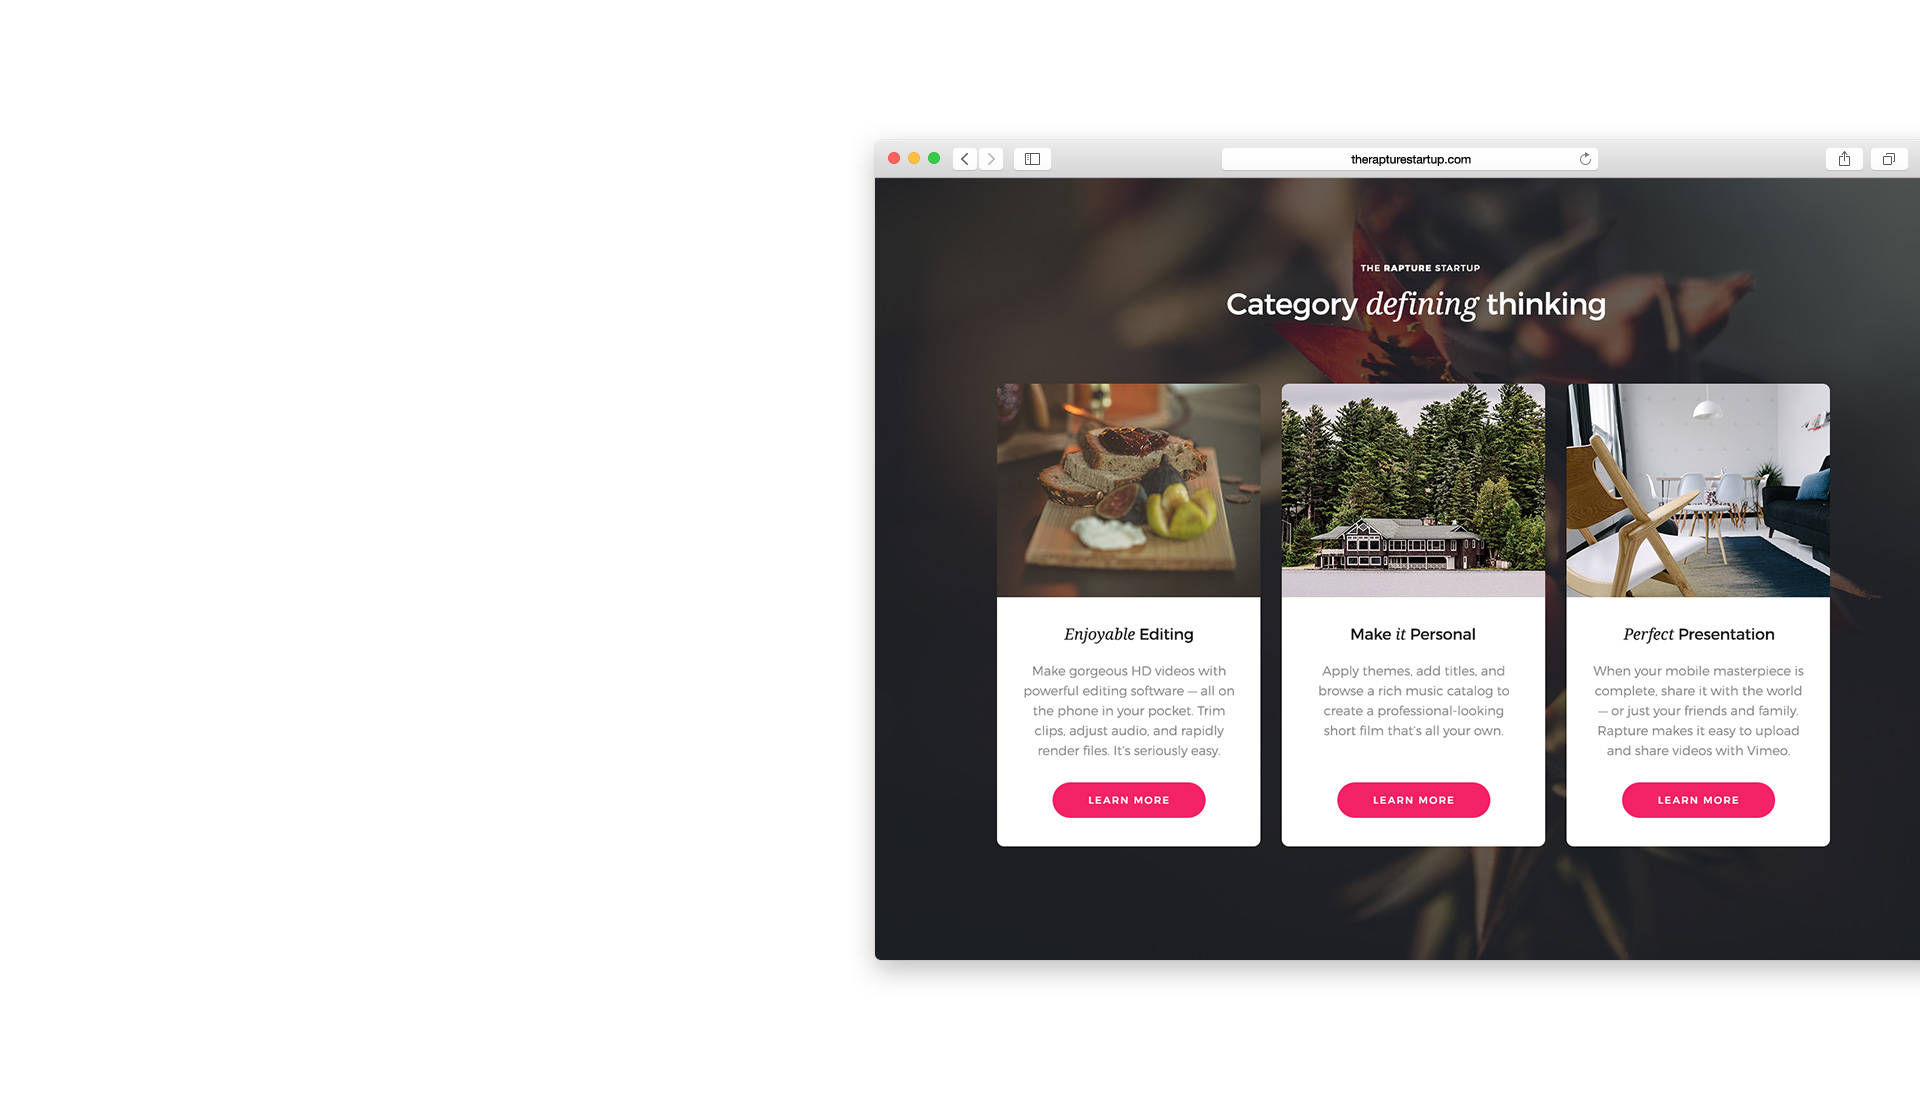 therapturestartup.com
THE RAPTURE STARTUP
Category defining thinking
Enjoyable Editing
Make gorgeous HD videos with
powerful editing software — all on
the phone in your pocket. Trim
clips, adjust audio, and rapidly
render files. It's seriously easy.
LEARN MORE
Make it Personal
Apply themes, add titles, and
browse a rich music catalog to
create a professional-looking
short film that's all your own.
LEARN MORE
Perfect Presentation
When your mobile masterpiece is
complete, share it with the world
— or just your friends and family.
Rapture makes it easy to upload
and share videos with Vimeo.
LEARN MORE